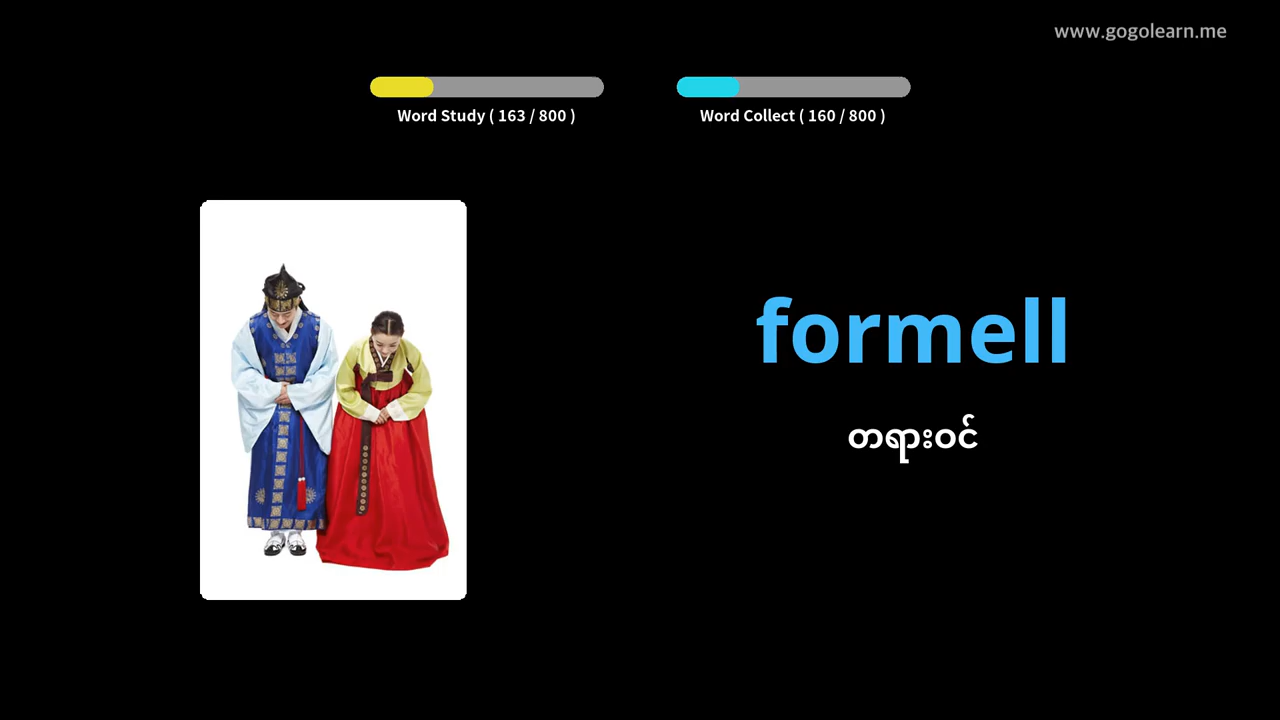 www.gogolearn.me
Word Study ( 163 / 800 )
Word Collect ( 160 / 800 )
formell
တရားဝင်